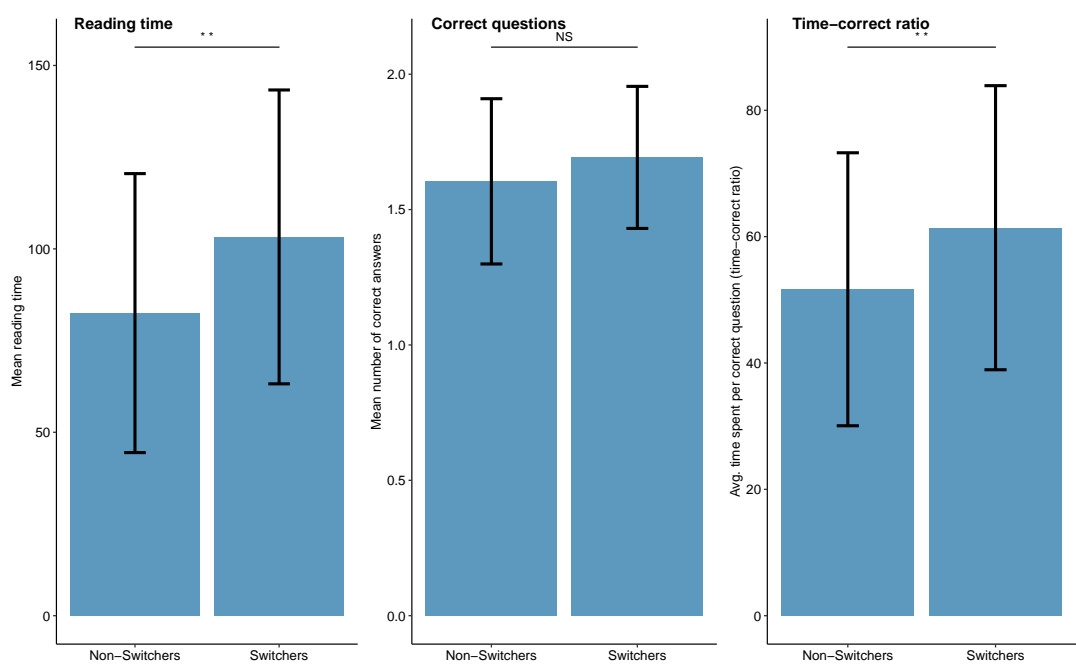 Reading time
* *
Mean reading time
150
100
50
0
Non−Switchers
Switchers
Correct questions
NS
Mean number of correct answers
2.0
1.5
1.0
0.5
0.0
Non−Switchers
Switchers
Time−correct ratio
* *
Avg. time spent per correct question (time−correct ratio)
80
60
40
20
0
Non−Switchers
Switchers